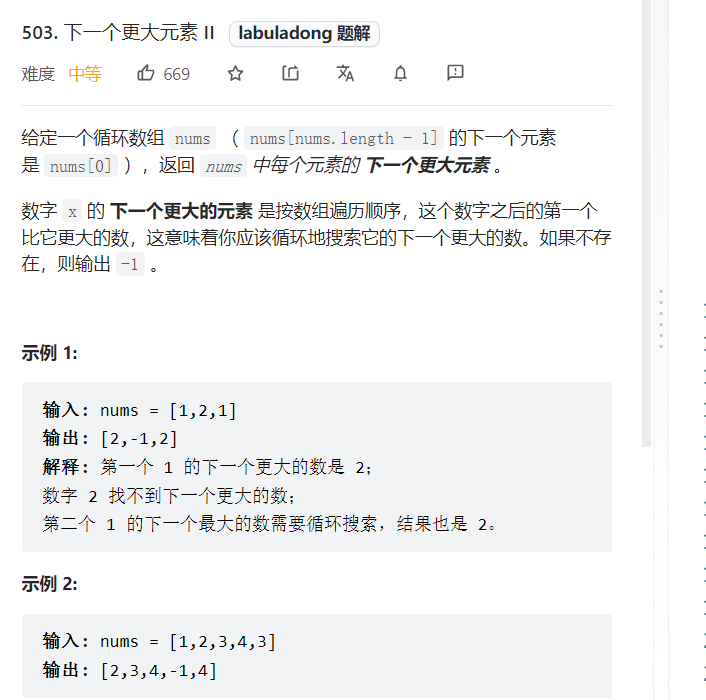 503. 下一个更大元素 II labuladong 题解
难度 中等 669
给定一个循环数组 nums （ nums[nums.length - 1] 的下一个元素
是 nums[0] ），返回 nums 中每个元素的 下一个更大元素 。
数字 x 的 下一个更大的元素 是按数组遍历顺序，这个数字之后的第一个
比它更大的数，这意味着你应该循环地搜索它的下一个更大的数。如果不存
在，则输出 -1 。
示例 1:
输入: nums = [1,2,1]
输出: [2,-1,2]
解释: 第一个 1 的下一个更大的数是 2；
数字 2 找不到下一个更大的数；
第二个 1 的下一个最大的数需要循环搜索，结果也是 2。
示例 2:
输入: nums = [1,2,3,4,3]
输出: [2,3,4,-1,4]